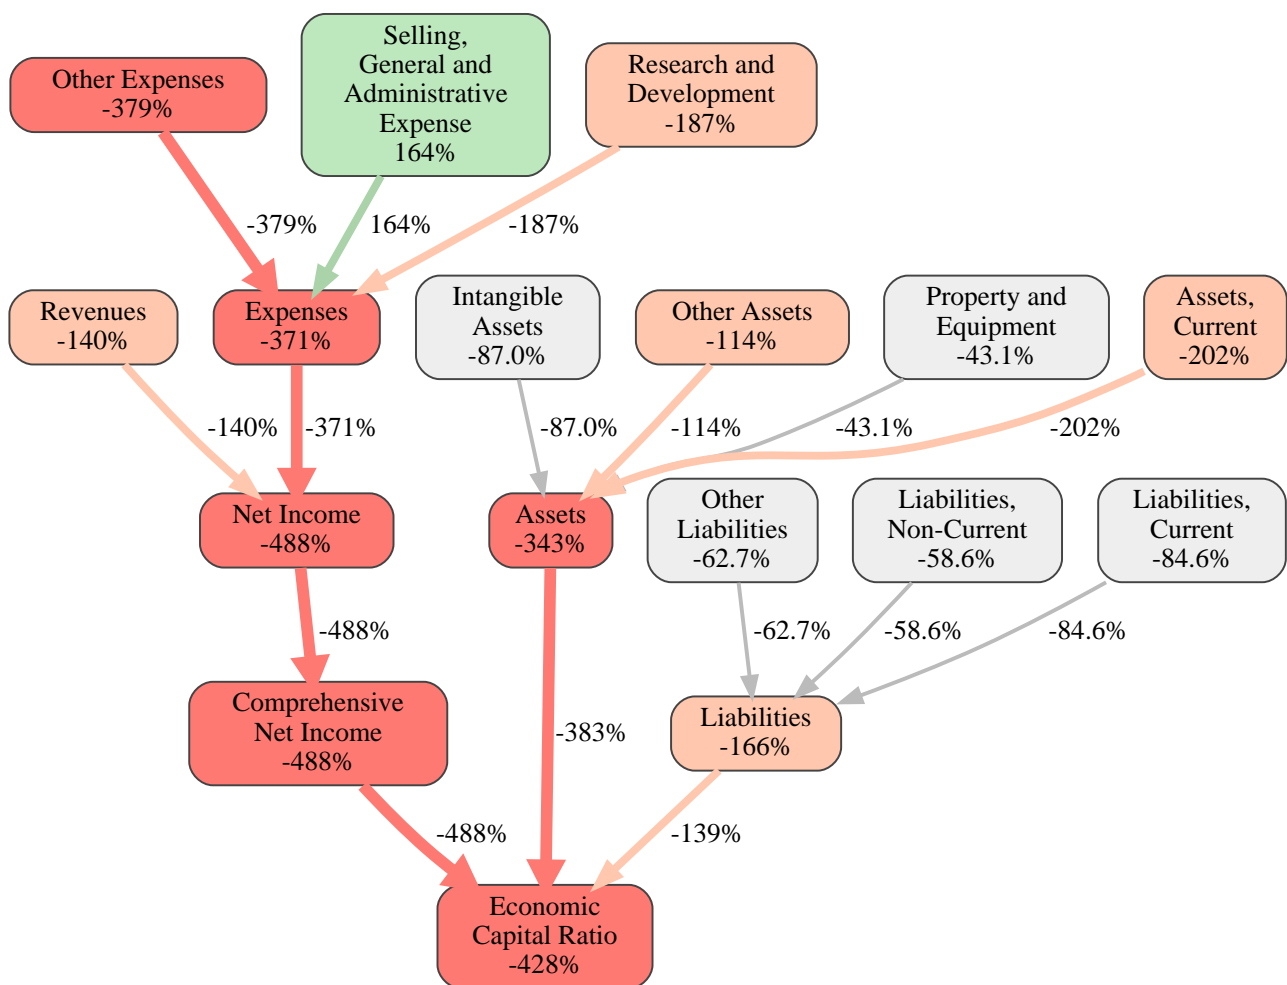 Selling,
General and
Administrative
Expense
164%
Other Expenses
-379%
Research and
Development
-187%
-379%
164%
-187%
Revenues
-140%
Expenses
-371%
Intangible
Assets
-87.0%
Other Assets
-114%
Property and
Equipment
-43.1%
Assets,
Current
-202%
-140%
-371%
-87.0%
-114%
-43.1%
-202%
Net Income
-488%
Assets
-343%
Other
Liabilities
-62.7%
Liabilities,
Non-Current
-58.6%
Liabilities,
Current
-84.6%
-488%
-62.7%
-58.6%
-84.6%
Comprehensive
Net Income
-488%
-383%
Liabilities
-166%
-488%
-139%
Economic
Capital Ratio
-428%